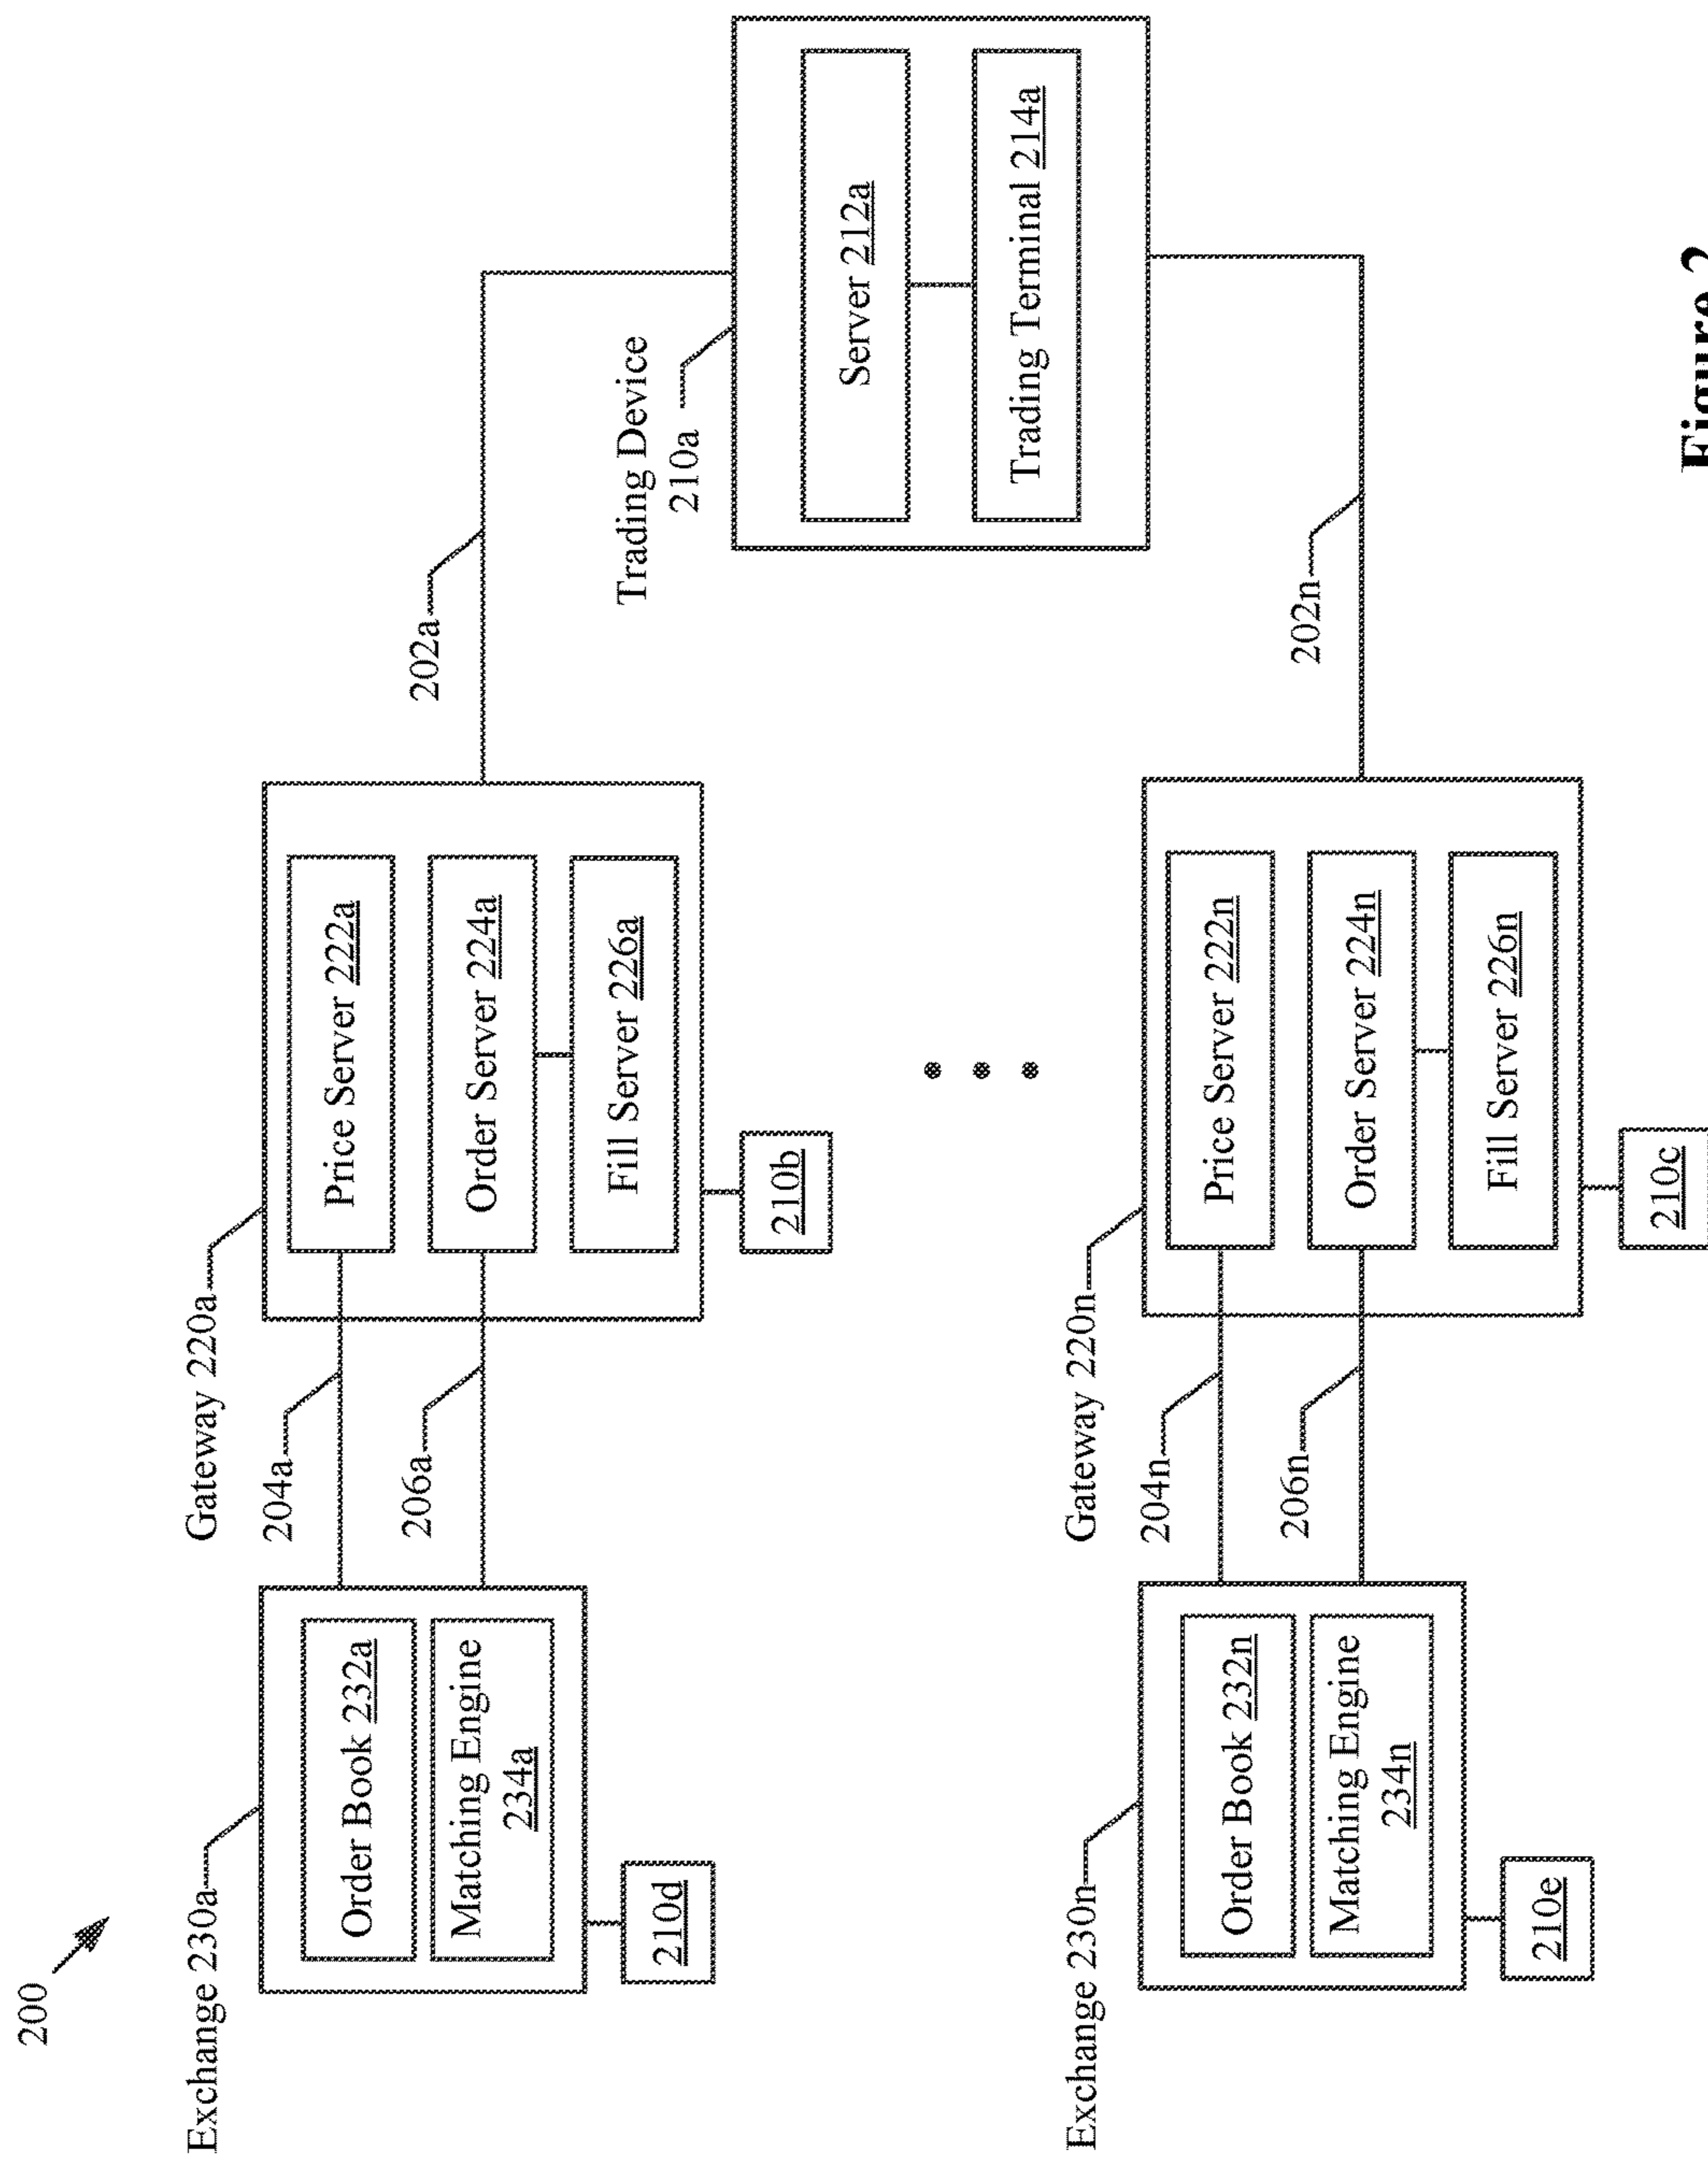 200
Exchange 230a
Order Book 232a
Matching Engine
234a
210d
204a
206a
Gateway 220a
Price Server 222a
Order Server 224a
Fill Server 226a
210b
202a
Trading Device
210a
Server 212a
Trading Terminal 214a
Exchange 230n
Order Book 232n
Matching Engine
234n
210e
204n
206n
Gateway 220n
Price Server 222n
Order Server 224n
Fill Server 226n
210c
202n
Figure 2